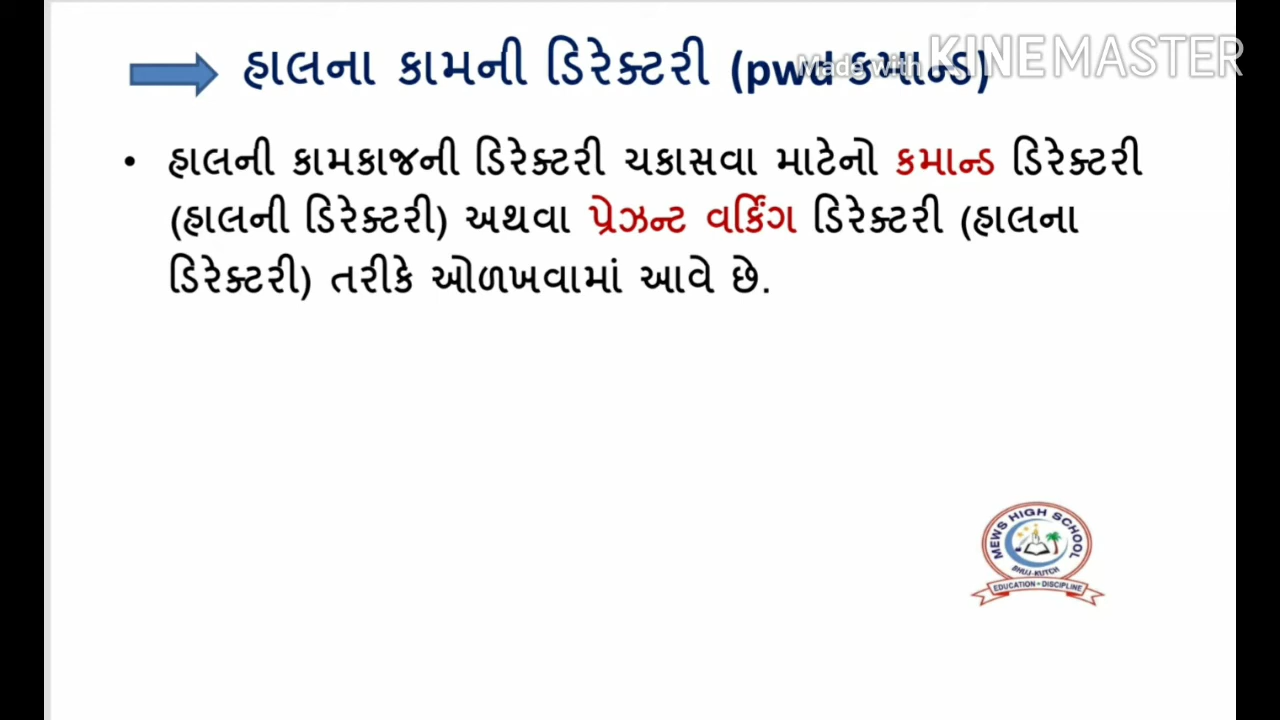 હાલના કામની ડિરેક્ટરી (pwd કમાન્ડ)
Made with KINEMASTER
• હાલની કામકાજની ડિરેક્ટરી ચકાસવા માટેનો કમાન્ડ ડિરેક્ટરી
(હાલની ડિરેક્ટરી) અથવા પ્રેઝન્ટ વર્કિંગ ડિરેક્ટરી (હાલના
ડિરેક્ટરી) તરીકે ઓળખવામાં આવે છે.
MEWS HIGH SCHOOL
BHUJ-KUTCH
EDUCATION - DISCIPLINE